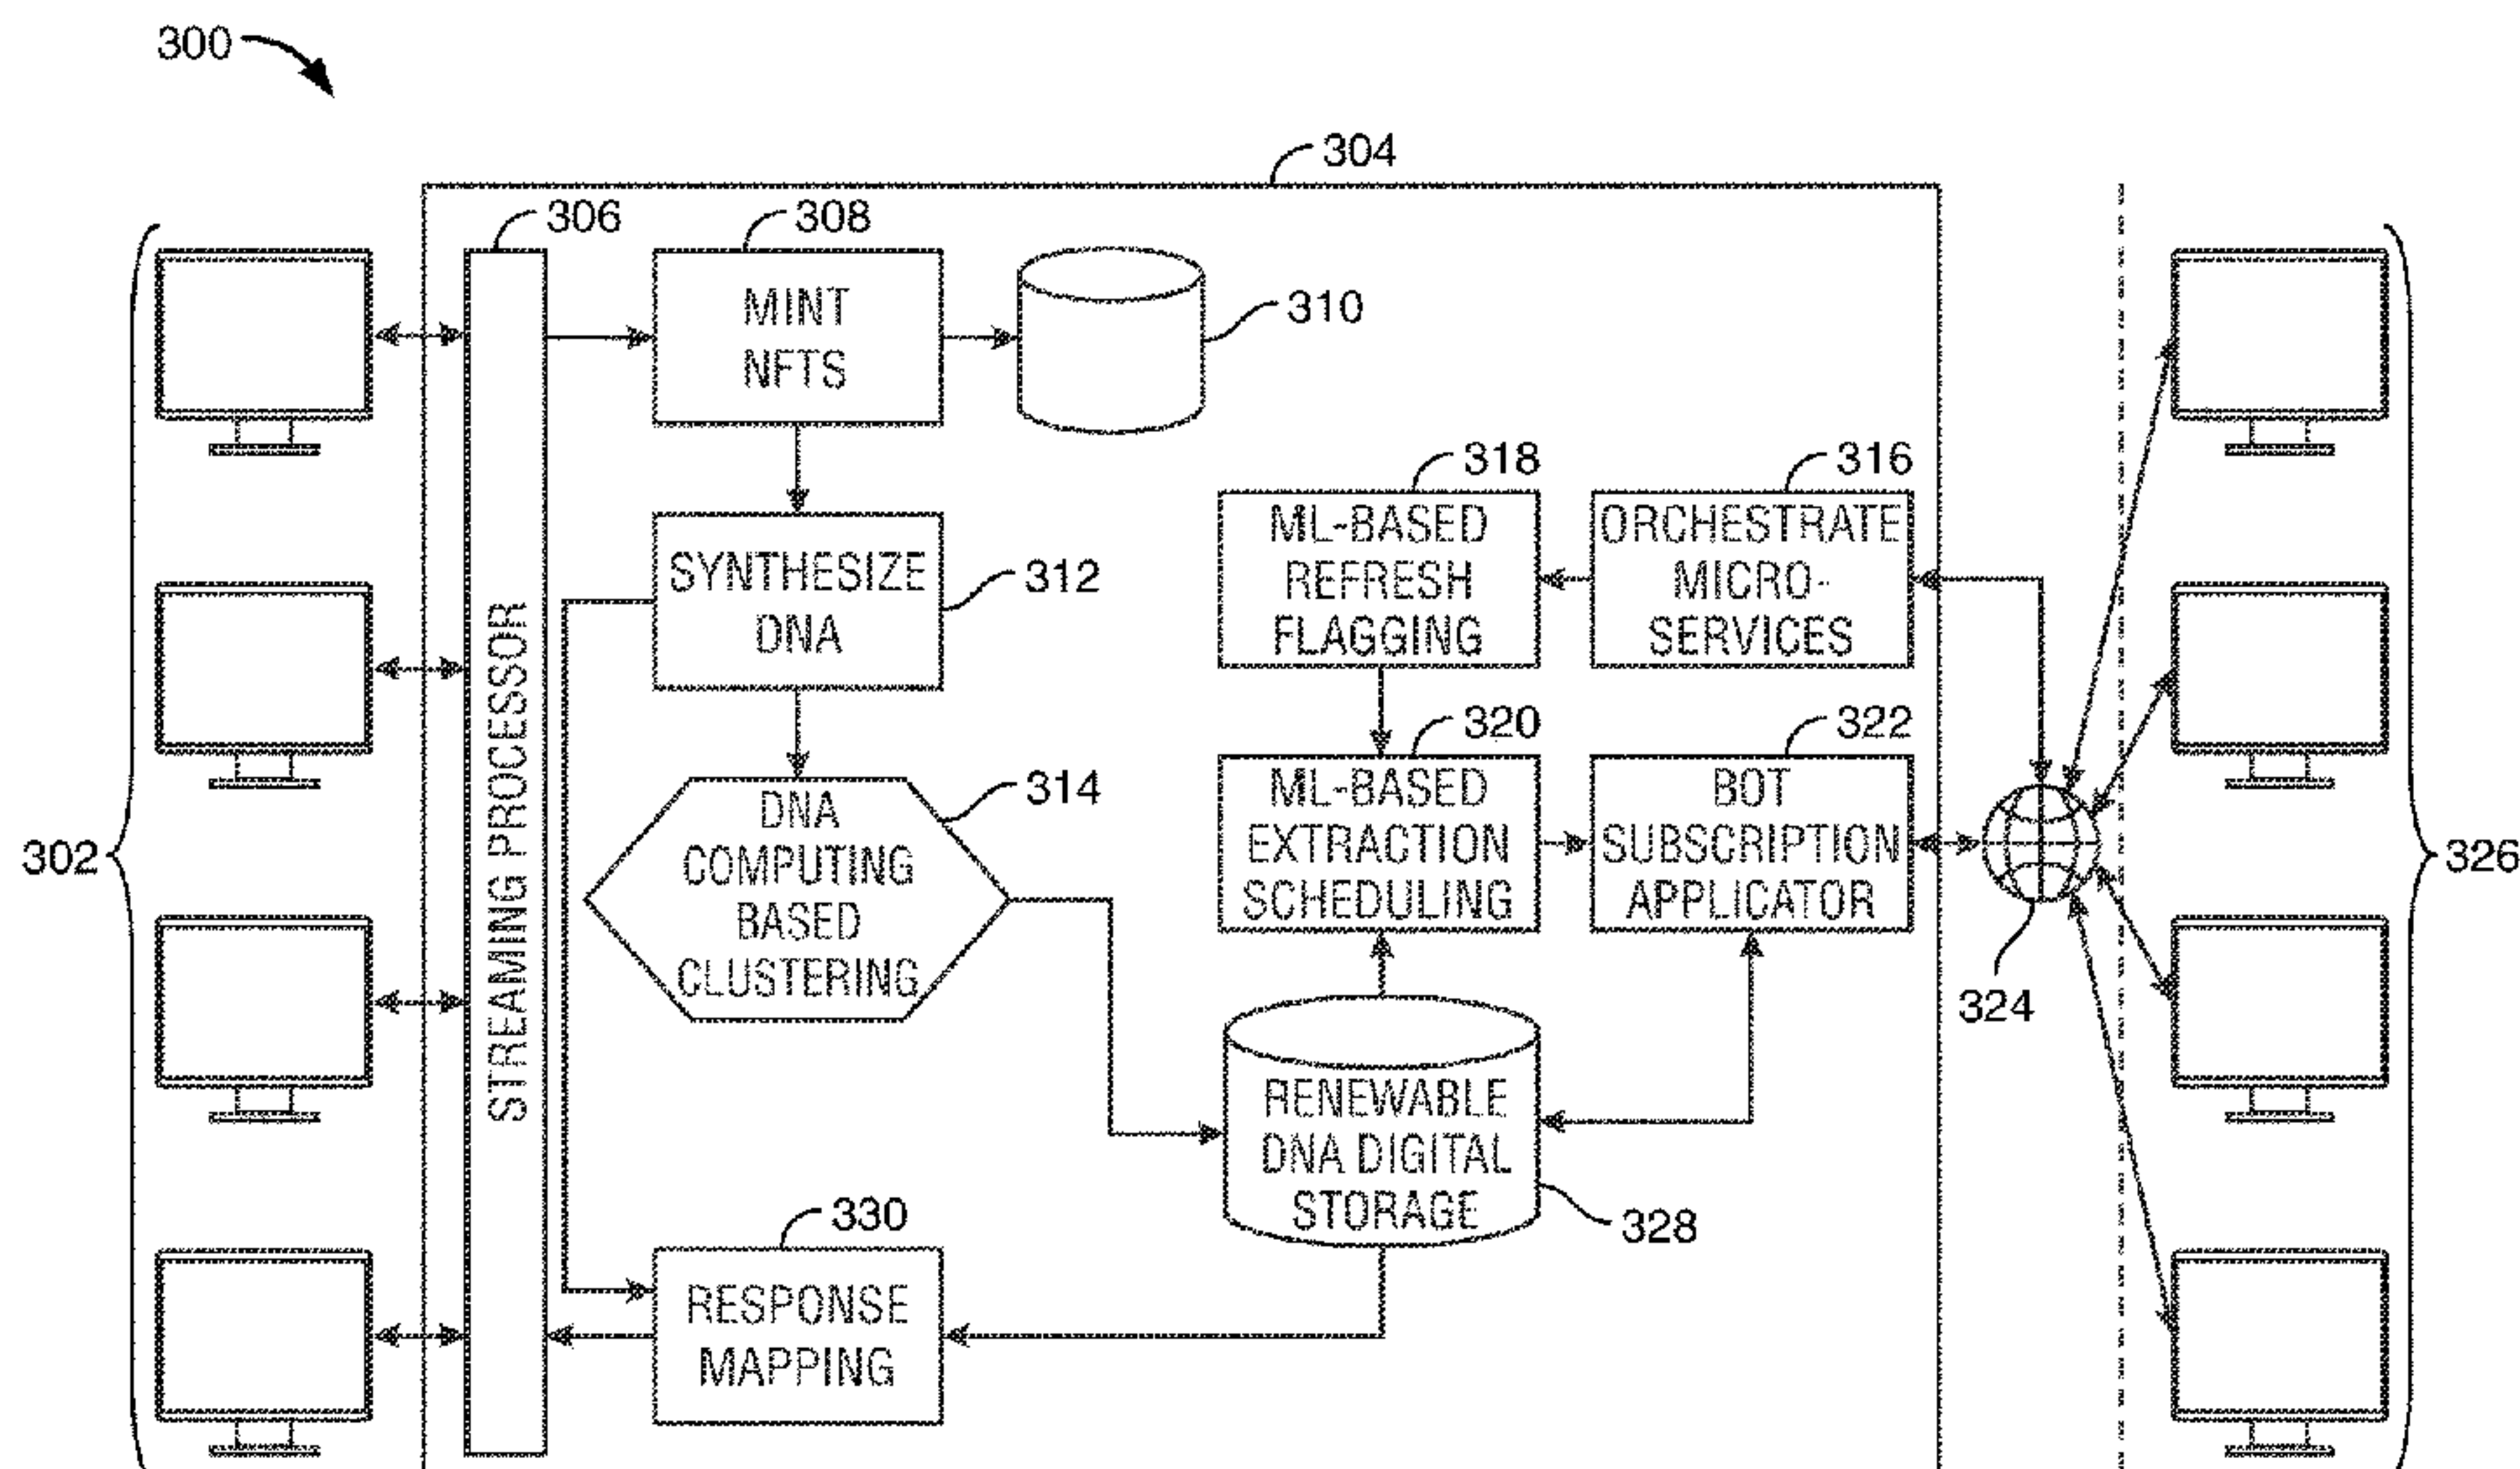 300
304
306
308
MINT
NFTS
310
318
316
ML-BASED
REFRESH
FLAGGING
ORCHESTRATE
MICRO-
SERVICES
SYNTHESIZE
DNA
312
STREAMING PROCESSOR
320
322
ML-BASED
EXTRACTION
SCHEDULING
BOT
SUBSCRIPTION
APPLICATOR
314
DNA
COMPUTING
BASED
CLUSTERING
302
326
324
RENEWABLE
DNA DIGITAL
STORAGE
328
330
RESPONSE
MAPPING